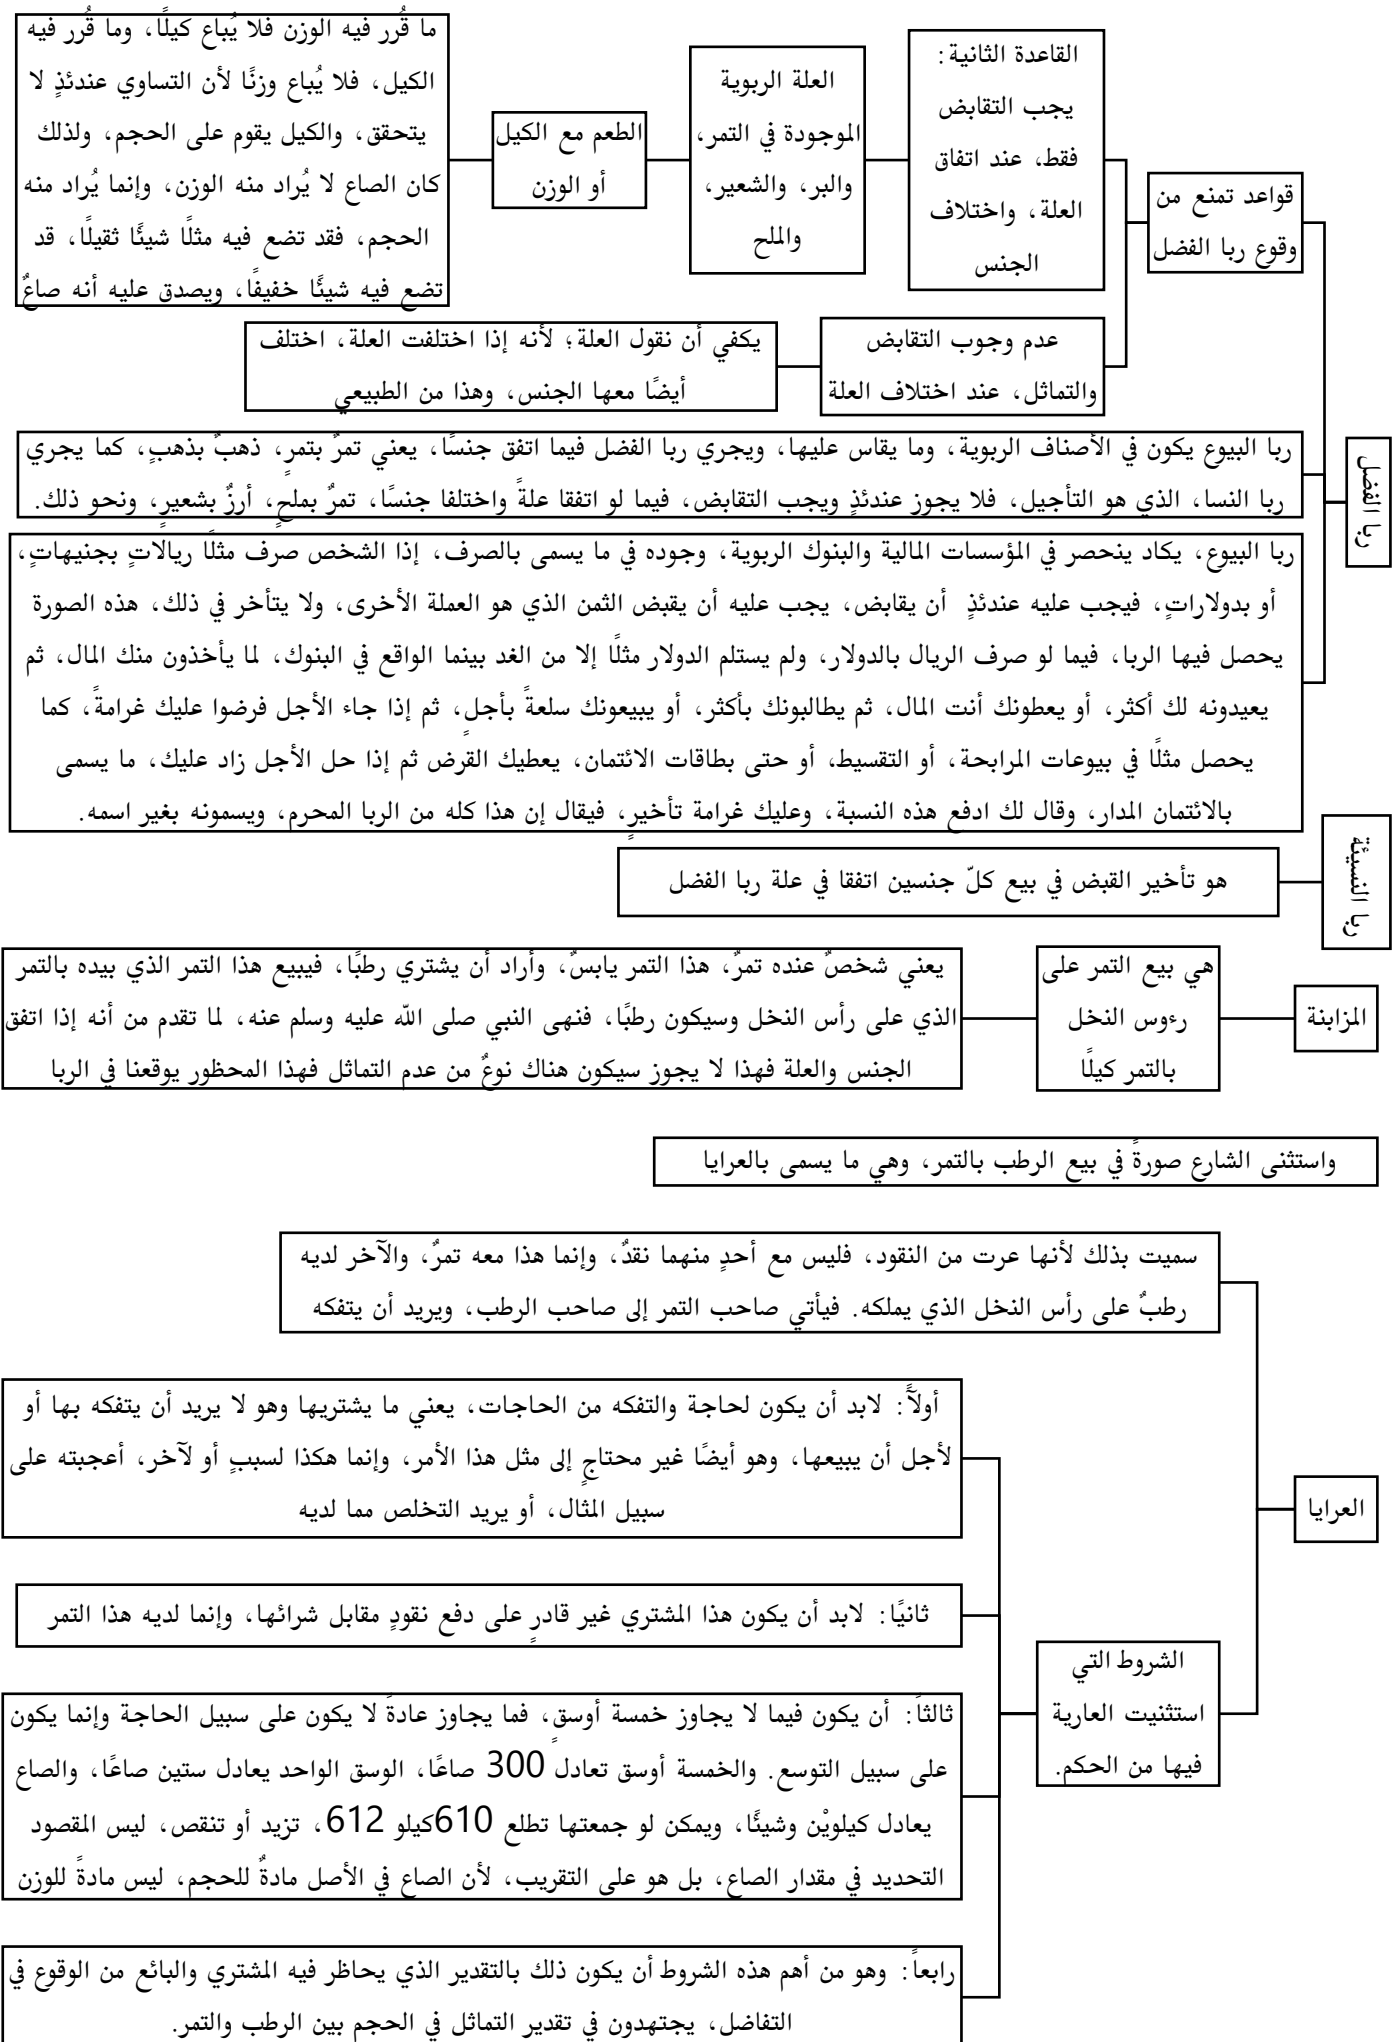 ربا الفضل
قواعد تمنع من
وقوع ربا الفضل
القاعدة الثانية:
يجب التقابض
فقط، عند اتفاق
العلة، واختلاف
الجنس
العلة الربوية
الموجودة في التمر،
والبر، والشعير،
والملح
الطعم مع الكيل
أو الوزن
ما قُرر فيه الوزن فلا يُباع كيلًا، وما قُرر فيه
الكيل، فلا يُباع وزنًا لأن التساوي عندئذٍ لا
يتحقق، والكيل يقوم على الحجم، ولذلك
كان الصاع لا يُراد منه الوزن، وإنما يُراد منه
الحجم، فقد تضع فيه مثلًا شيئًا ثقيلًا، قد
تضع فيه شيئًا خفيفًا، ويصدق عليه أنه صاعٌ
عدم وجوب التقابض
والتماثل، عند اختلاف العلة
يكفي أن نقول العلة؛ لأنه إذا اختلفت العلة، اختلف
أيضًا معها الجنس، وهذا من الطبيعي
ربا البيوع يكون في الأصناف الربوية، وما يقاس عليها، ويجري ربا الفضل فيما اتفق جنسًا، يعني تمرٌ بتمرٍ، ذهبٌ بذهبٍ، كما يجري
ربا النسا، الذي هو التأجيل، فلا يجوز عندئذٍ ويجب التقابض، فيما لو اتفقا علةً واختلفا جنسًا، تمرٌ بملحٍ، أرزٌ بشعيرٍ، ونحو ذلك.
ربا البيوع، يكاد ينحصر في المؤسسات المالية والبنوك الربوية، وجوده في ما يسمى بالصرف، إذا الشخص صرف مثلًا ريالاتٍ بجنيهاتٍ،
أو بدولاراتٍ، فيجب عليه عندئذٍ أن يقابض، يجب عليه أن يقبض الثمن الذي هو العملة الأخرى، ولا يتأخر في ذلك، هذه الصورة
يحصل فيها الربا، فيما لو صرف الريال بالدولار، ولم يستلم الدولار مثلًا إلا من الغد بينما الواقع في البنوك، لما يأخذون منك المال، ثم
يعيدونه لك أكثر، أو يعطونك أنت المال، ثم يطالبونك بأكثر، أو يبيعونك سلعةً بأجلٍ، ثم إذا جاء الأجل فرضوا عليك غرامةً، كما
يحصل مثلًا في بيوعات المرابحة، أو التقسيط، أو حتى بطاقات الائتمان، يعطيك القرض ثم إذا حل الأجل زاد عليك، ما يسمى
بالائتمان المدار، وقال لك ادفع هذه النسبة، وعليك غرامة تأخيرٍ، فيقال إن هذا كله من الربا المحرم، ويسمونه بغير اسمه.
ربا النسيئة
هو تأخير القبض في بيع كلّ جنسين اتفقا في علة ربا الفضل
المزابنة
هي بيع التمر على
رءوس النخل
بالتمر كيلًا
يعني شخصٌ عنده تمرٌ، هذا التمر يابسٌ، وأراد أن يشتري رطبًا، فيبيع هذا التمر الذي بيده بالتمر
الذي على رأس النخل وسيكون رطبًا، فنهى النبي صلى الله عليه وسلم عنه، لما تقدم من أنه إذا اتفق
الجنس والعلة فهذا لا يجوز سيكون هناك نوعٌ من عدم التماثل فهذا المحظور يوقعنا في الربا
واستثنى الشارع صورةً في بيع الرطب بالتمر، وهي ما يسمى بالعرايا
العرايا
سميت بذلك لأنها عرت من النقود، فليس مع أحدٍ منهما نقدٌ، وإنما هذا معه تمرٌ، والآخر لديه
رطبٌ على رأس النخل الذي يملكه. فيأتي صاحب التمر إلى صاحب الرطب، ويريد أن يتفكه
الشروط التي
استثنيت العارية
فيها من الحكم.
أولاً: لابد أن يكون لحاجة والتفكه من الحاجات، يعني ما يشتريها وهو لا يريد أن يتفكه بها أو
لأجل أن يبيعها، وهو أيضًا غير محتاجٍ إلى مثل هذا الأمر، وإنما هكذا لسببٍ أو لآخر، أعجبته على
سبيل المثال، أو يريد التخلص مما لديه
ثانيًا: لابد أن يكون هذا المشتري غير قادرٍ على دفع نقودٍ مقابل شرائها، وإنما لديه هذا التمر
ثالثاً: أن يكون فيما لا يجاوز خمسة أوسقٍ، فما يجاوز عادةً لا يكون على سبيل الحاجة وإنما يكون
على سبيل التوسع. والخمسة أوسق تعادل 300 صاعًا، الوسق الواحد يعادل ستين صاعًا، والصاع
يعادل كيلويْن وشيئًا، ويمكن لو جمعتها تطلع 610كيلو 612، تزيد أو تنقص، ليس المقصود
التحديد في مقدار الصاع، بل هو على التقريب، لأن الصاع في الأصل مادةٌ للحجم، ليس مادةً للوزن
رابعاً: وهو من أهم هذه الشروط أن يكون ذلك بالتقدير الذي يحاظر فيه المشتري والبائع من الوقوع في
التفاضل، يجتهدون في تقدير التماثل في الحجم بين الرطب والتمر.